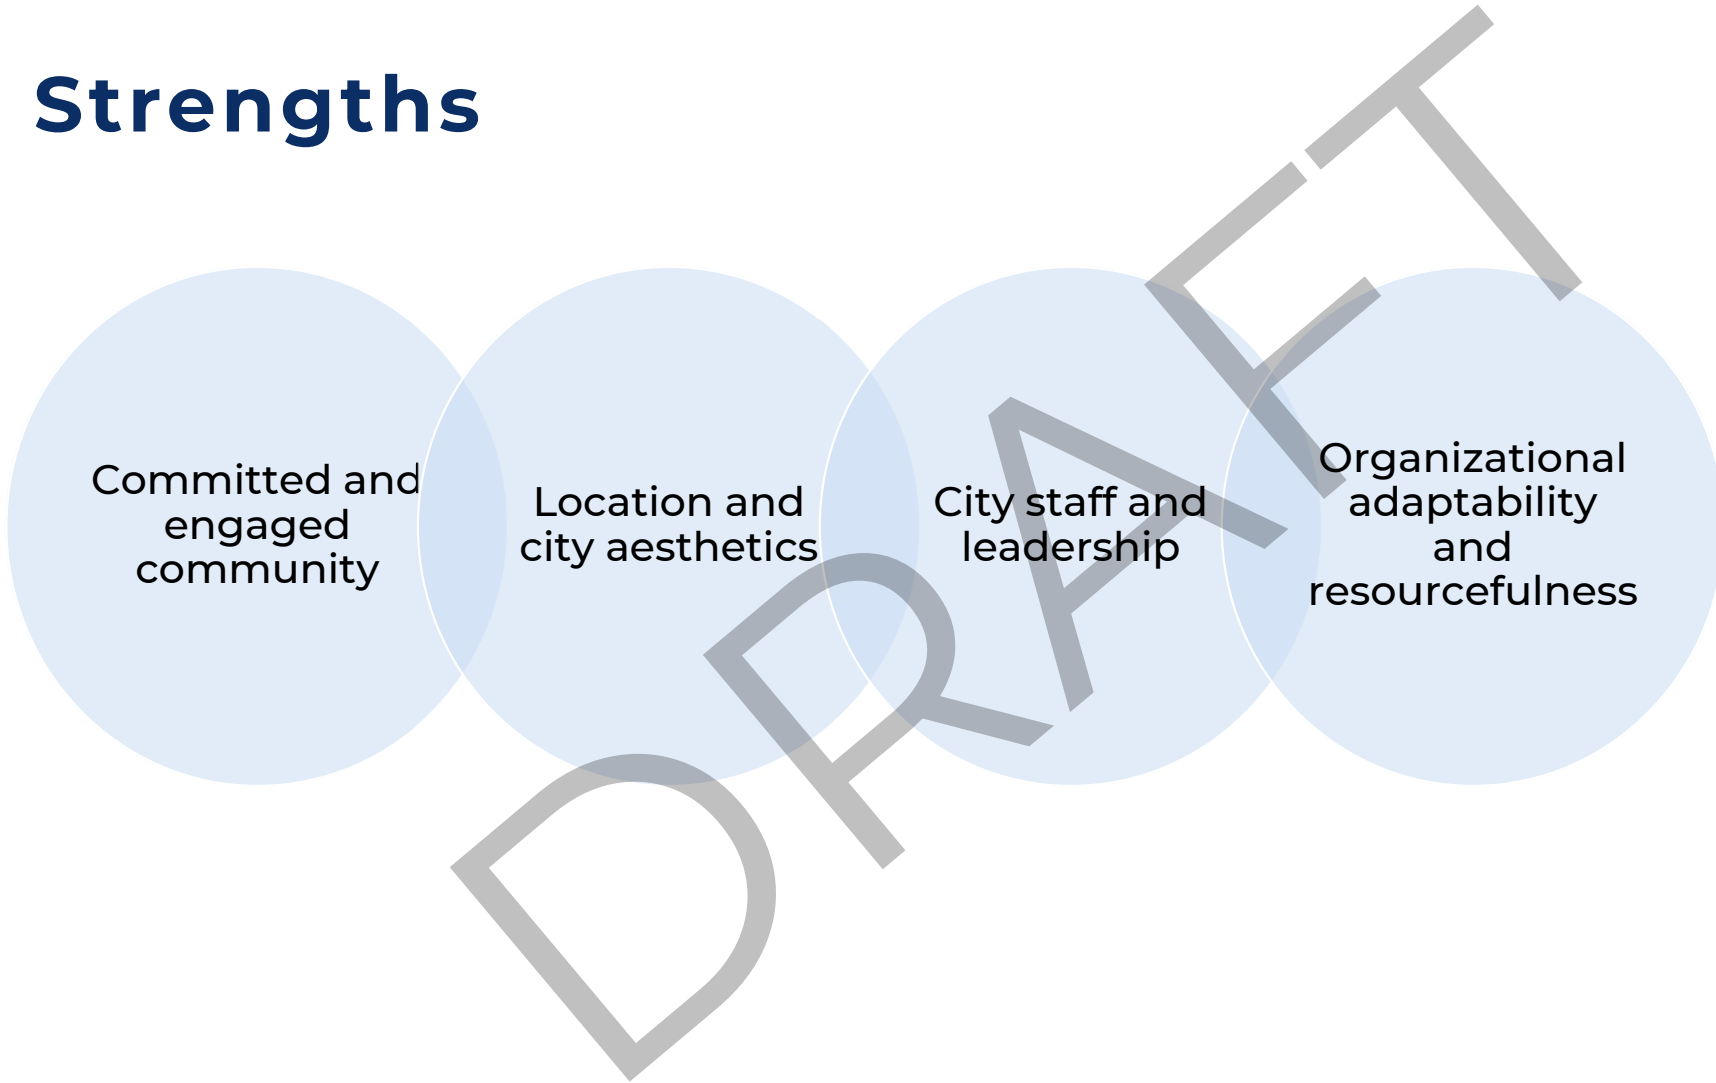 Strengths
Committed and
engaged
community
Location and
city aesthetics
City staff and
leadership
Organizational
adaptability
and
resourcefulness
DRAFT